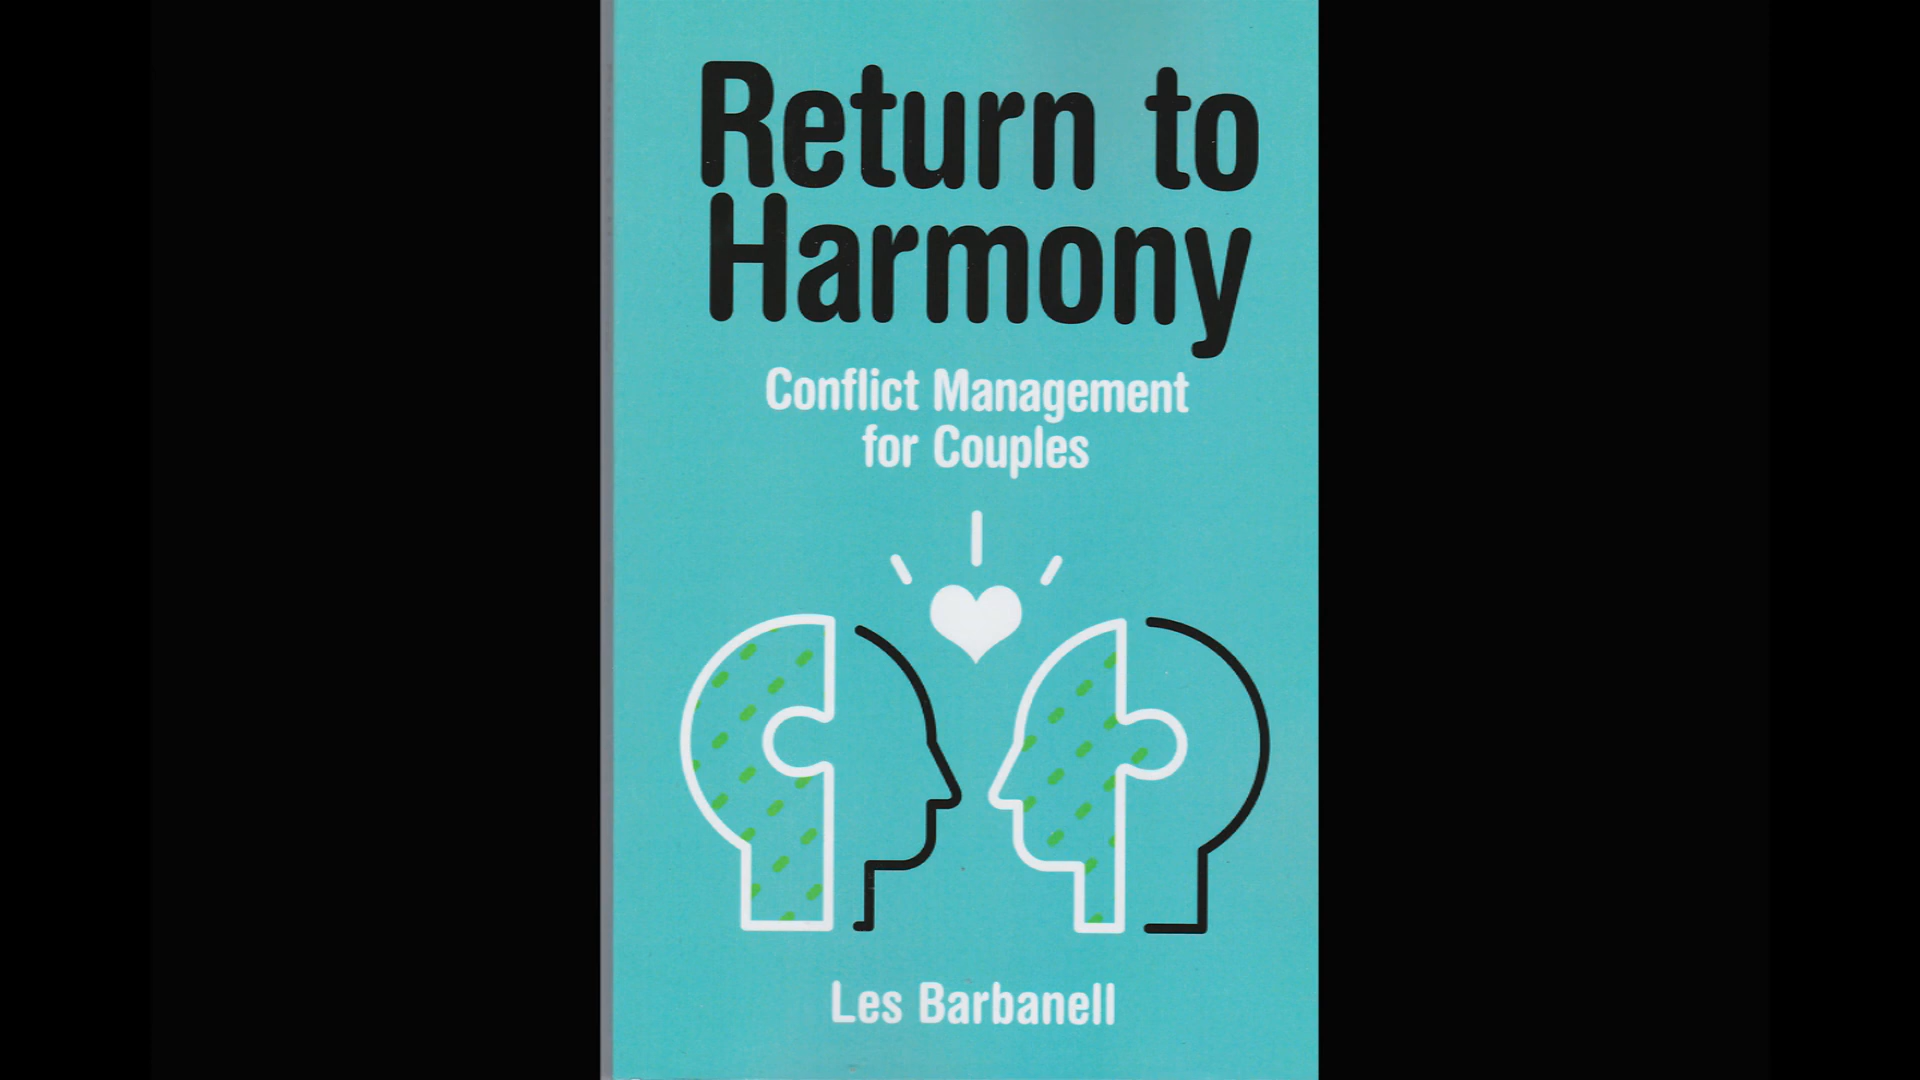 Return to
Harmony
Conflict Management
for Couples
Les Barbanell